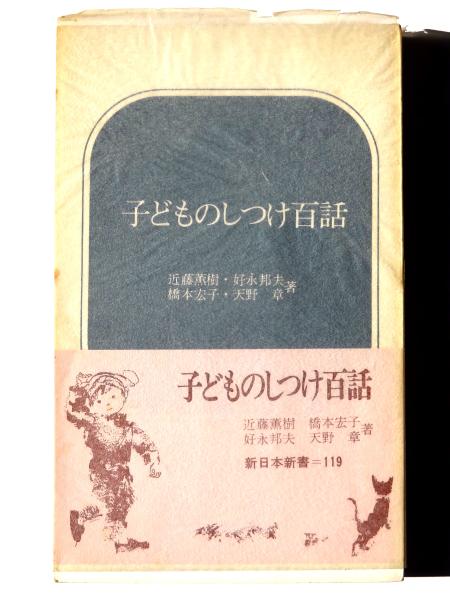 子どものしつけ百話
近藤薫樹・好永邦夫
橋本宏子・天野 章 著
子どものしつけ百話
近藤薫樹 橋本宏子
好永邦夫 天野 章 著
新日本新書=119